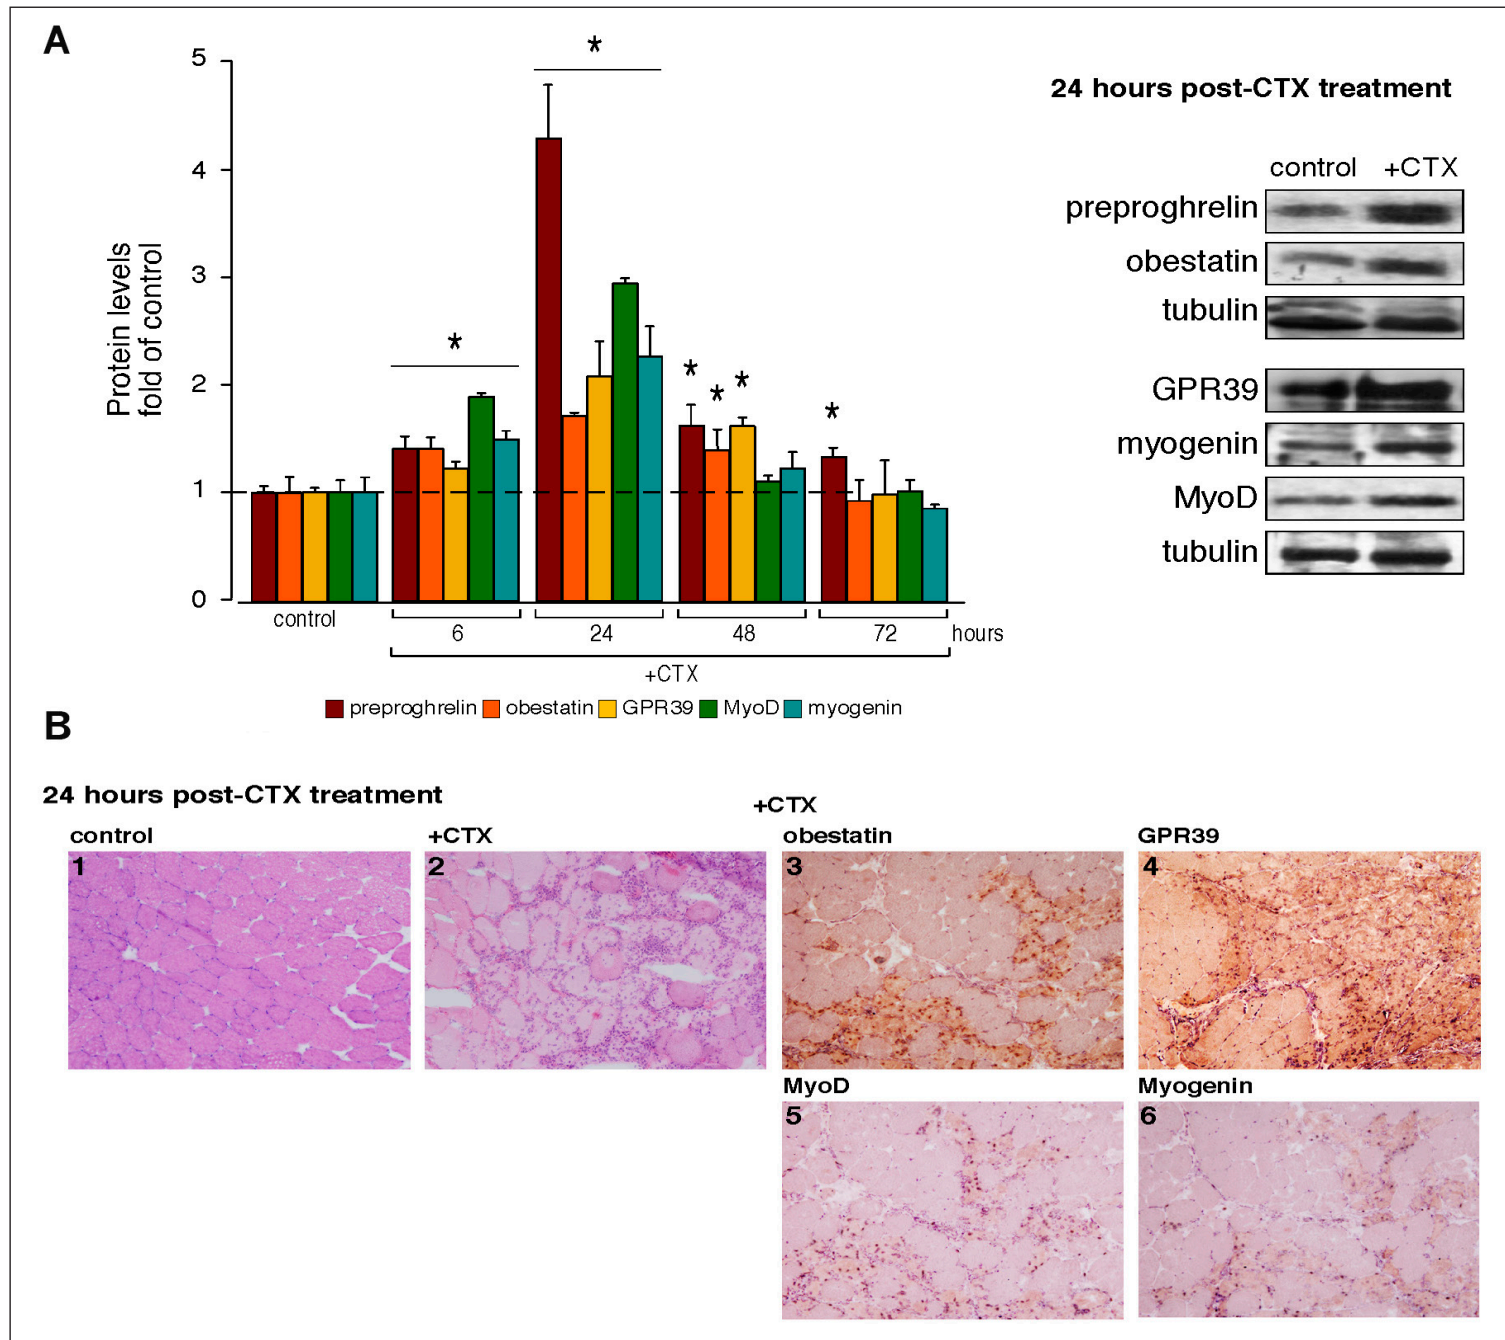 A
5
4
3
2
1
0
Protein levels
fold of control
*
*
* * *
*
control
6 24 48 72 hours
+CTX
preproghrelin obestatin GPR39 MyoD myogenin
24 hours post-CTX treatment
control +CTX
preproghrelin
obestatin
tubulin
GPR39
myogenin
MyoD
tubulin
B
24 hours post-CTX treatment
+CTX
control +CTX obestatin GPR39
1 2 3 4
MyoD Myogenin
5 6